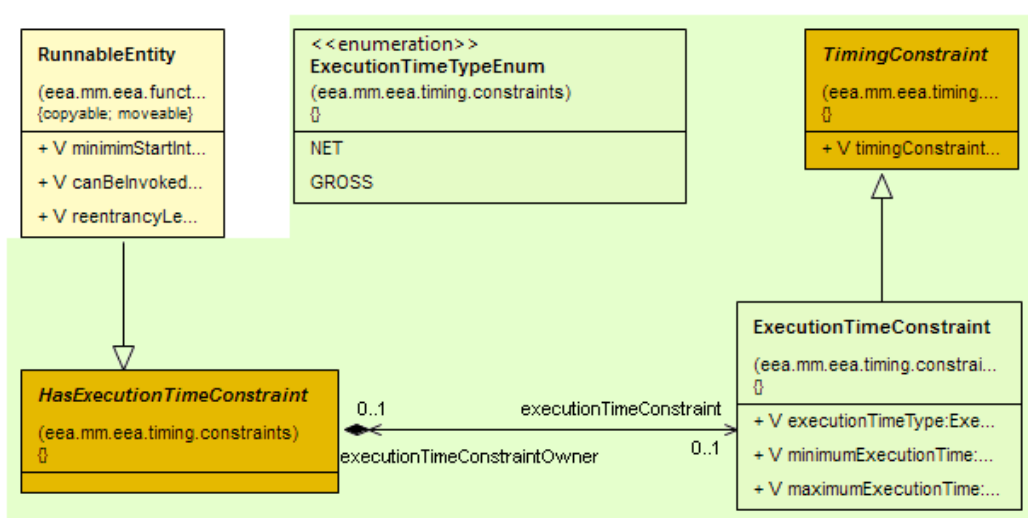 RunnableEntity
(eea.mm.eea.funct...
{copyable; moveable}
+ V minimimStartInt...
+ V canBeInvoked...
+ V reentrancyLe...
<<enumeration>>
ExecutionTimeTypeEnum
(eea.mm.eea.timing.constraints)
{}
NET
GROSS
TimingConstraint
(eea.mm.eea.timing....
{}
+ V timingConstraint...
HasExecutionTimeConstraint
(eea.mm.eea.timing.constraints)
{}
0..1
executionTimeConstraint
executionTimeConstraintOwner
0..1
ExecutionTimeConstraint
(eea.mm.eea.timing.constrai...
{}
+ V executionTimeType:Exe...
+ V minimumExecutionTime:...
+ V maximumExecutionTime:...